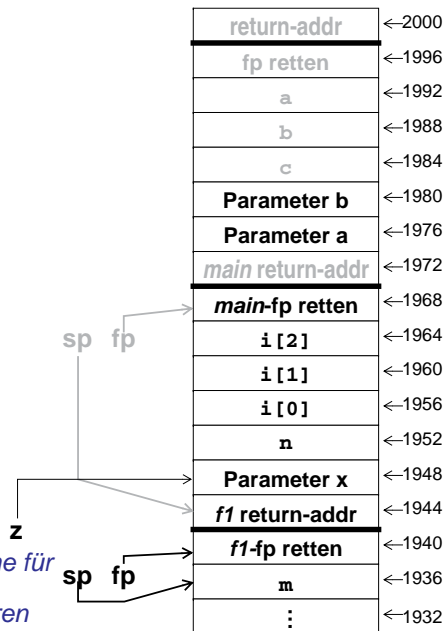 return-addr ←2000
fp retten ←1996
a ←1992
b ←1988
c ←1984
Parameter b ←1980
Parameter a ←1976
main return-addr ←1972
main-fp retten ←1968
sp fp i[2] ←1964
i[1] ←1960
i[0] ←1956
n ←1952
Parameter x ←1948
f1 return-addr ←1944
z
f1-fp retten ←1940
für
sp fp m ←1936
⋮ ←1932